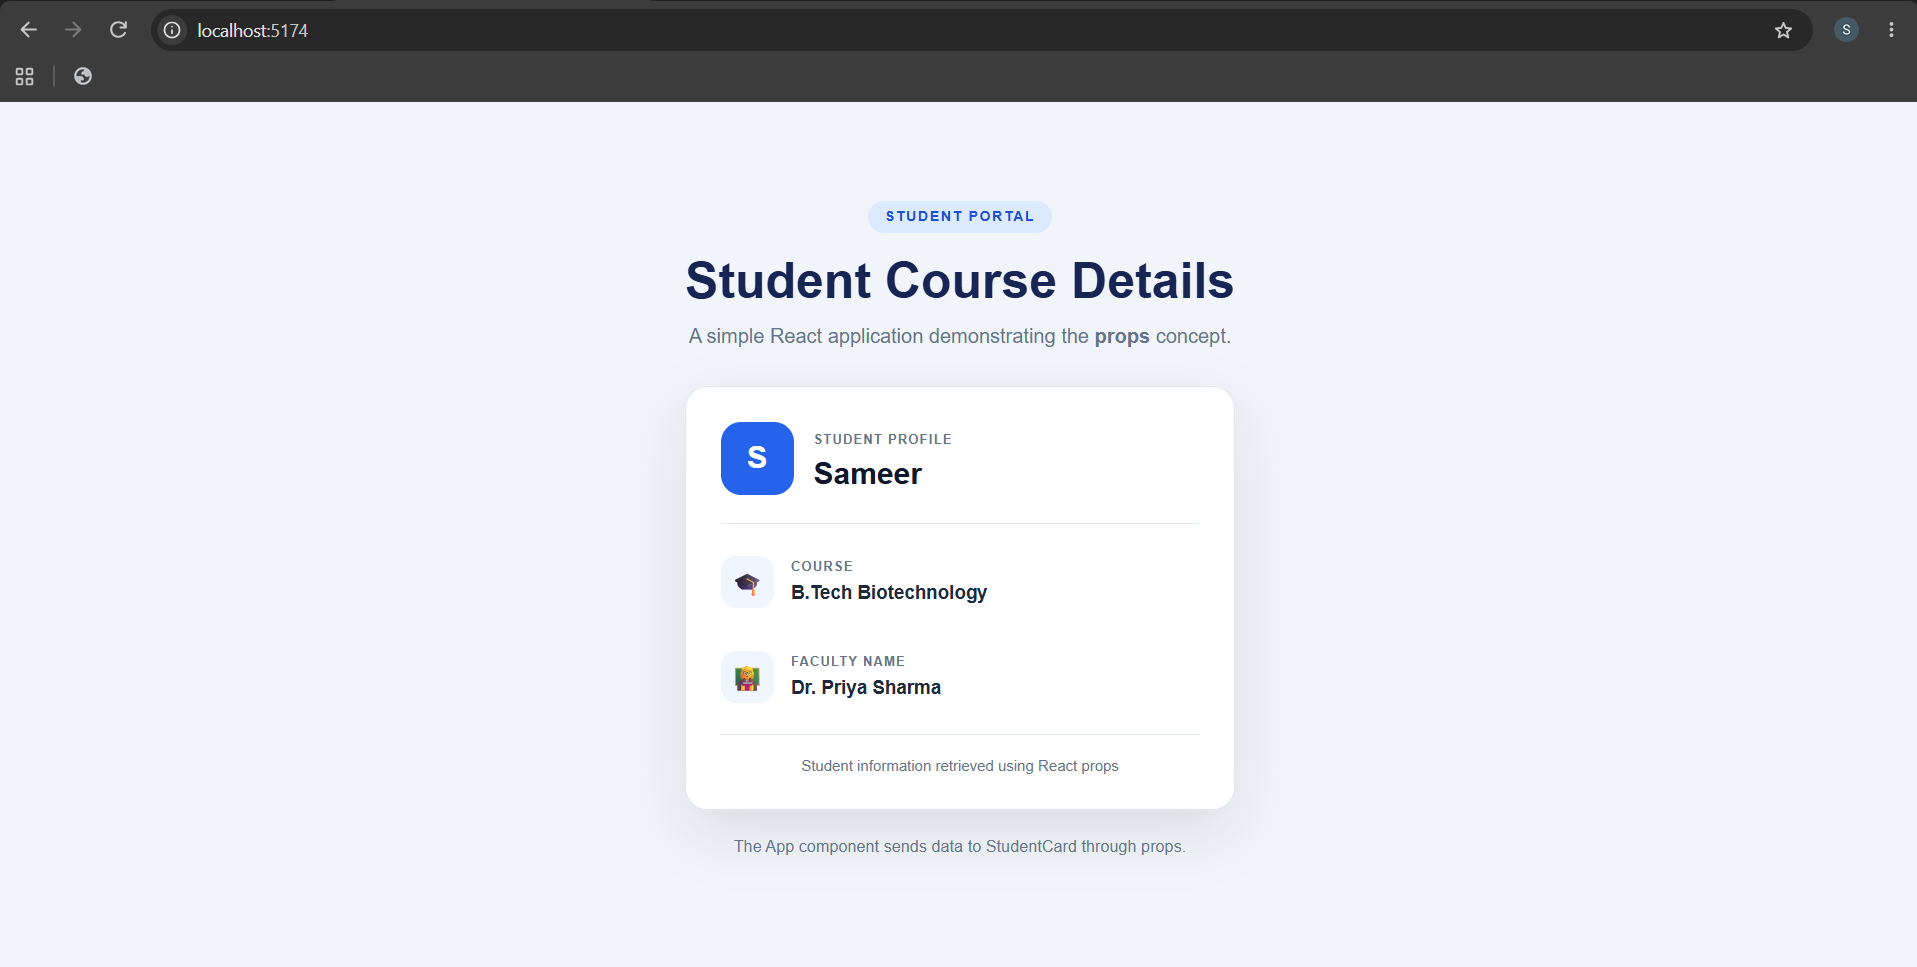 localhost:5174
S
STUDENT PORTAL
Student Course Details
A simple React application demonstrating the props concept.
S
STUDENT PROFILE
Sameer
COURSE
B.Tech Biotechnology
FACULTY NAME
Dr. Priya Sharma
Student information retrieved using React props
The App component sends data to StudentCard through props.